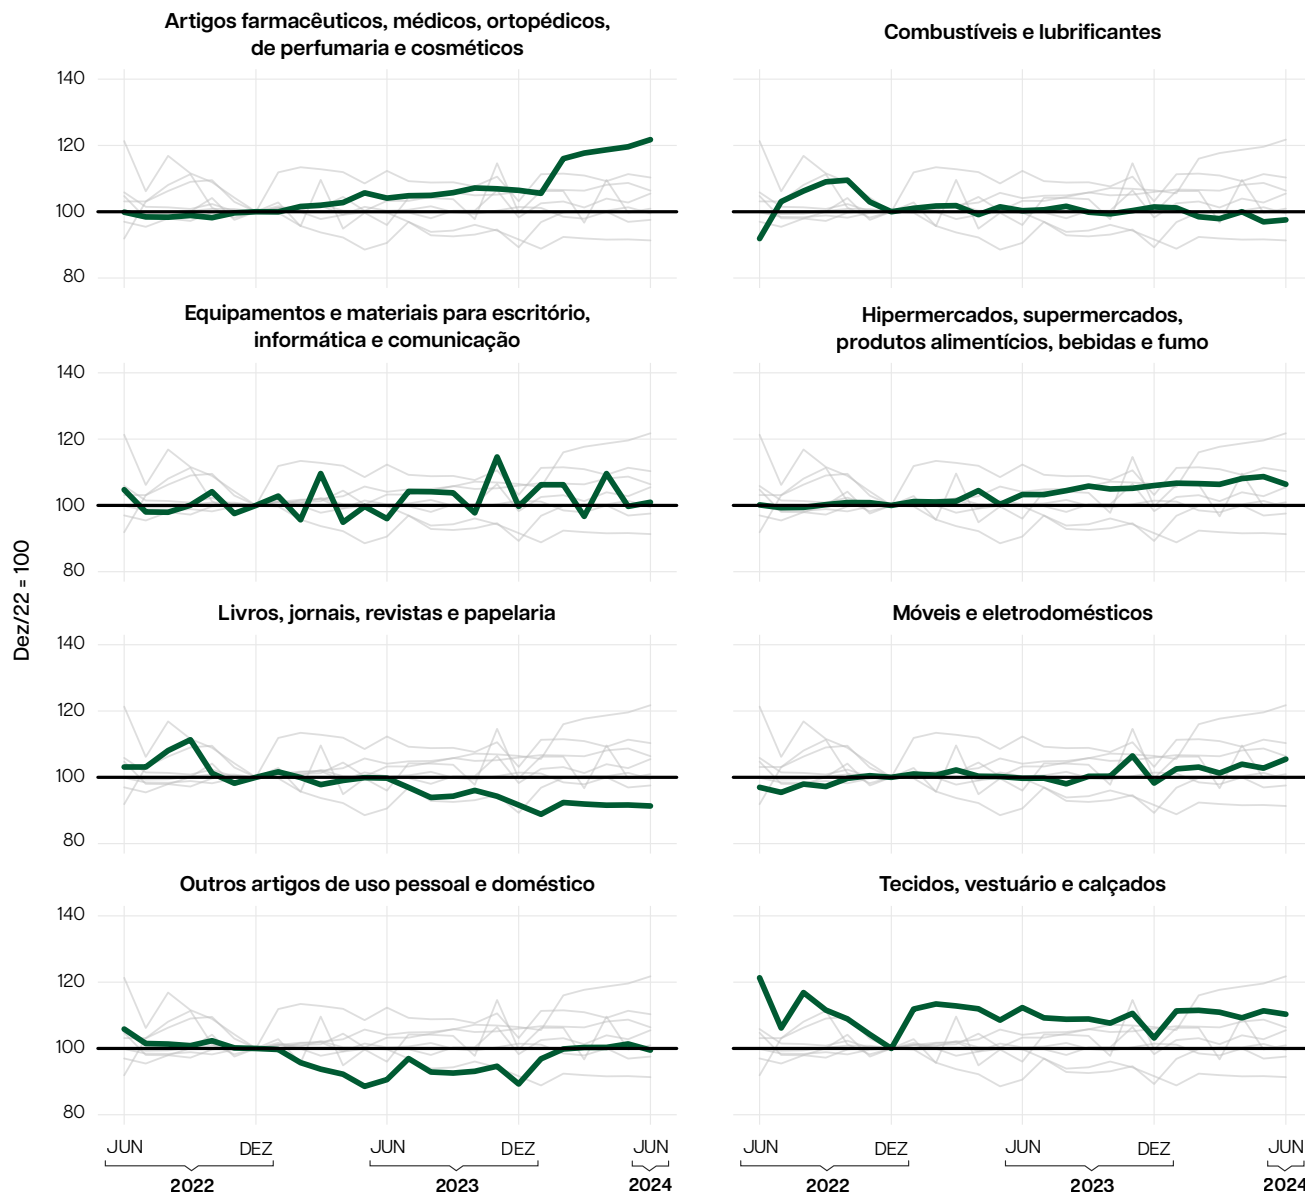 Artigos farmacêuticos, médicos, ortopédicos,
de perfumaria e cosméticos
Combustíveis e lubrificantes
140
120
100
80
Equipamentos e materiais para escritório,
informática e comunicação
Hipermercados, supermercados,
produtos alimentícios, bebidas e fumo
140
120
100
80
Dez/22 = 100
Livros, jornais, revistas e papelaria
Móveis e eletrodomésticos
140
120
100
80
Outros artigos de uso pessoal e doméstico
Tecidos, vestuário e calçados
140
120
100
80
JUN DEZ JUN DEZ JUN
2022 2023 2024
JUN DEZ JUN DEZ JUN
2022 2023 2024